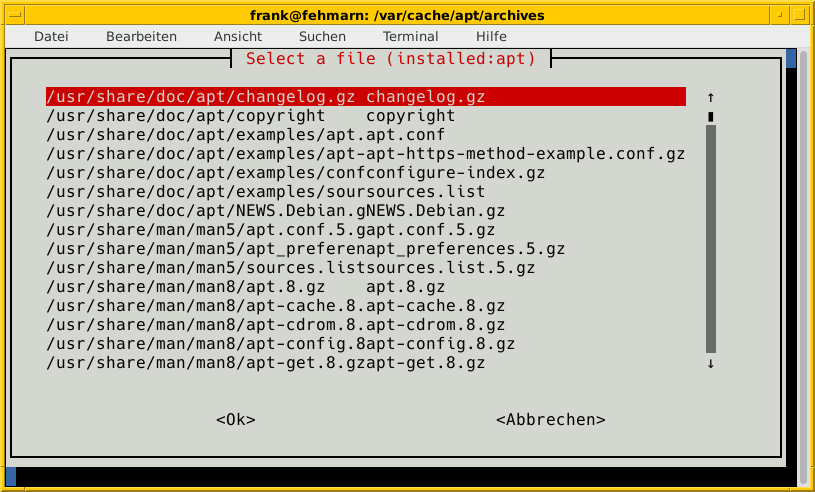 frank@fehmarn: /var/cache/apt/archives
Datei Bearbeiten Ansicht Suchen Terminal Hilfe
Select a file (installed:apt)
/usr/share/doc/apt/changelog.gz changelog.gz
/usr/share/doc/apt/copyright    copyright
/usr/share/doc/apt/examples/apt.apt.conf
/usr/share/doc/apt/examples/apt-apt-https-method-example.conf.gz
/usr/share/doc/apt/examples/confconfigure-index.gz
/usr/share/doc/apt/examples/soursources.list
/usr/share/doc/apt/NEWS.Debian.gNEWS.Debian.gz
/usr/share/man/man5/apt.conf.5.gapt.conf.5.gz
/usr/share/man/man5/apt_preferenapt_preferences.5.gz
/usr/share/man/man5/sources.listsources.list.5.gz
/usr/share/man/man8/apt.8.gz    apt.8.gz
/usr/share/man/man8/apt-cache.8.apt-cache.8.gz
/usr/share/man/man8/apt-cdrom.8.apt-cdrom.8.gz
/usr/share/man/man8/apt-config.8apt-config.8.gz
/usr/share/man/man8/apt-get.8.gzapt-get.8.gz
<Ok> <Abbrechen>